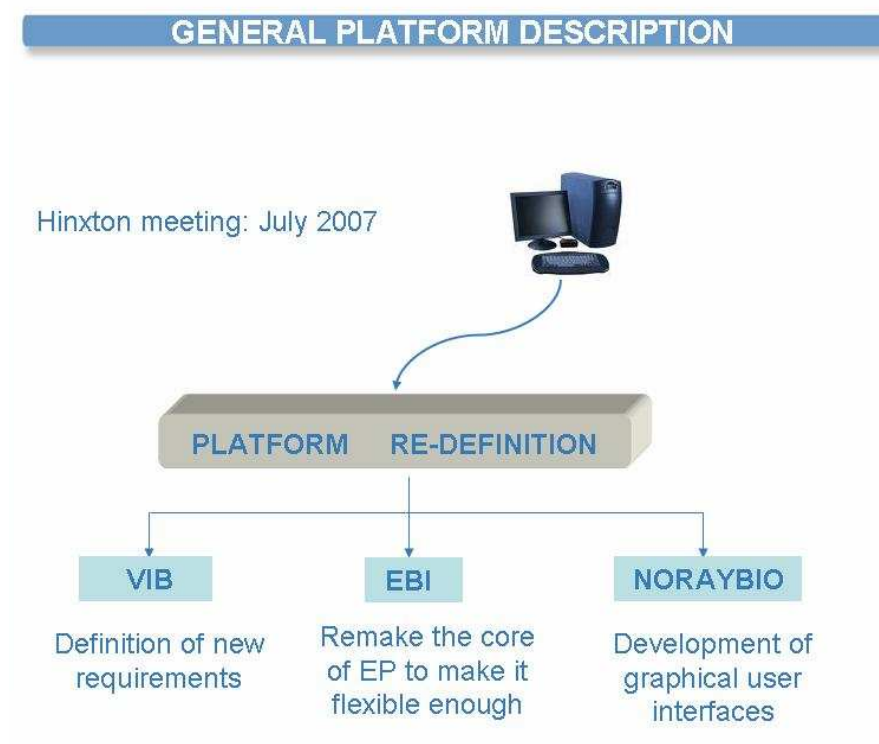 GENERAL PLATFORM DESCRIPTION
Hinxton meeting: July 2007
PLATFORM RE-DEFINITION
VIB
Definition of new
requirements
EBI
Remake the core
of EP to make it
flexible enough
NORAYBIO
Development of
graphical user
interfaces